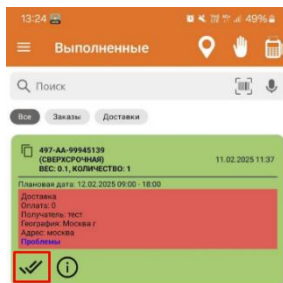 13:24
49%
Выполненные
Поиск
Все Заказы Доставки
497-АА-99945139
(СВЕРХСРОЧНАЯ)
ВЕС: 0.1, КОЛИЧЕСТВО: 1
11.02.2025 11:37
Плановая дата: 12.02.2025 09:00 - 18:00
Доставка
Оплата: 0
Получатель: тест
География: Москва г
Адрес: москва
Проблемы